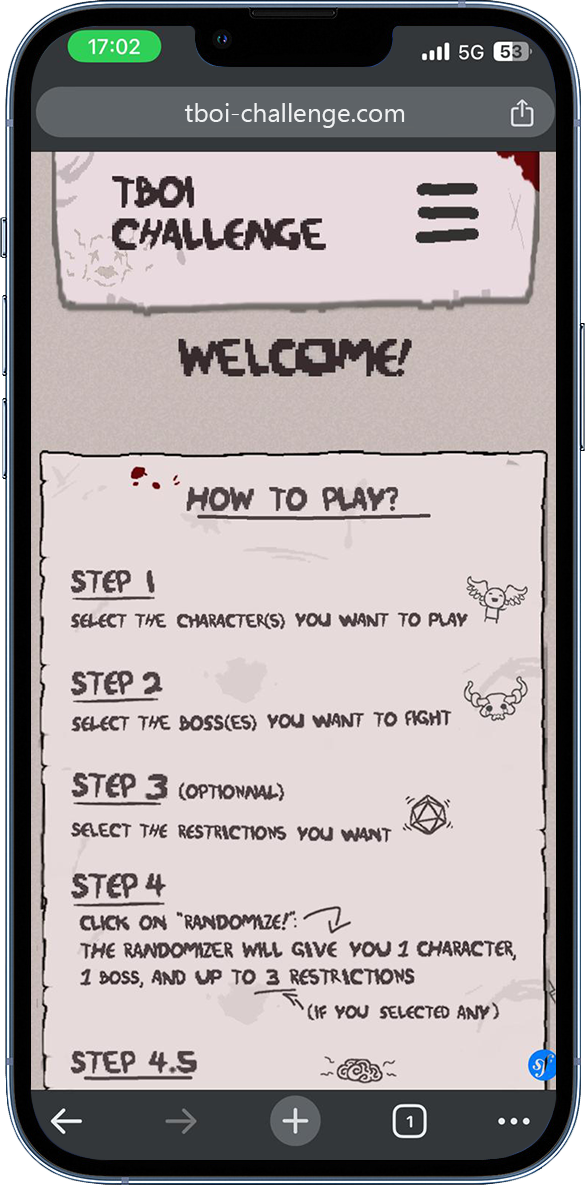 17:02
5G 53
tboi-challenge.com
TBOI
CHALLENGE
WELCOME!
HOW TO PLAY?
STEP 1
SELECT THE CHARACTER(S) YOU WANT TO PLAY
STEP 2
SELECT THE BOSS(ES) YOU WANT TO FIGHT
STEP 3 (OPTIONNAL)
SELECT THE RESTRICTIONS YOU WANT
STEP 4
CLICK ON "RANDOMIZE!":
THE RANDOMIZER WILL GIVE YOU 1 CHARACTER,
1 BOSS, AND UP TO 3 RESTRICTIONS
(IF YOU SELECTED ANY)
STEP 4.5
sf
1